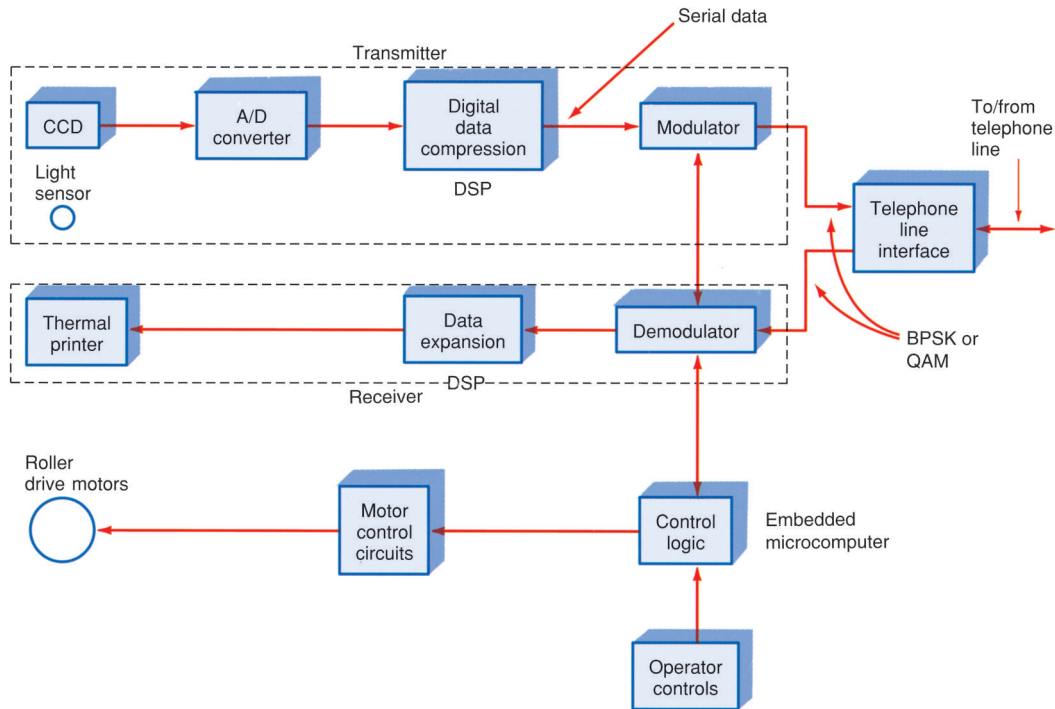 Serial data
Transmitter
CCD
A/D
converter
Digital
data
compression
DSP
Modulator
To/from
telephone
line
Light
sensor
Telephone
line
interface
Thermal
printer
Data
expansion
DSP
Demodulator
BPSK or
QAM
Receiver
Roller
drive motors
Motor
control
circuits
Control
logic
Embedded
microcomputer
Operator
controls